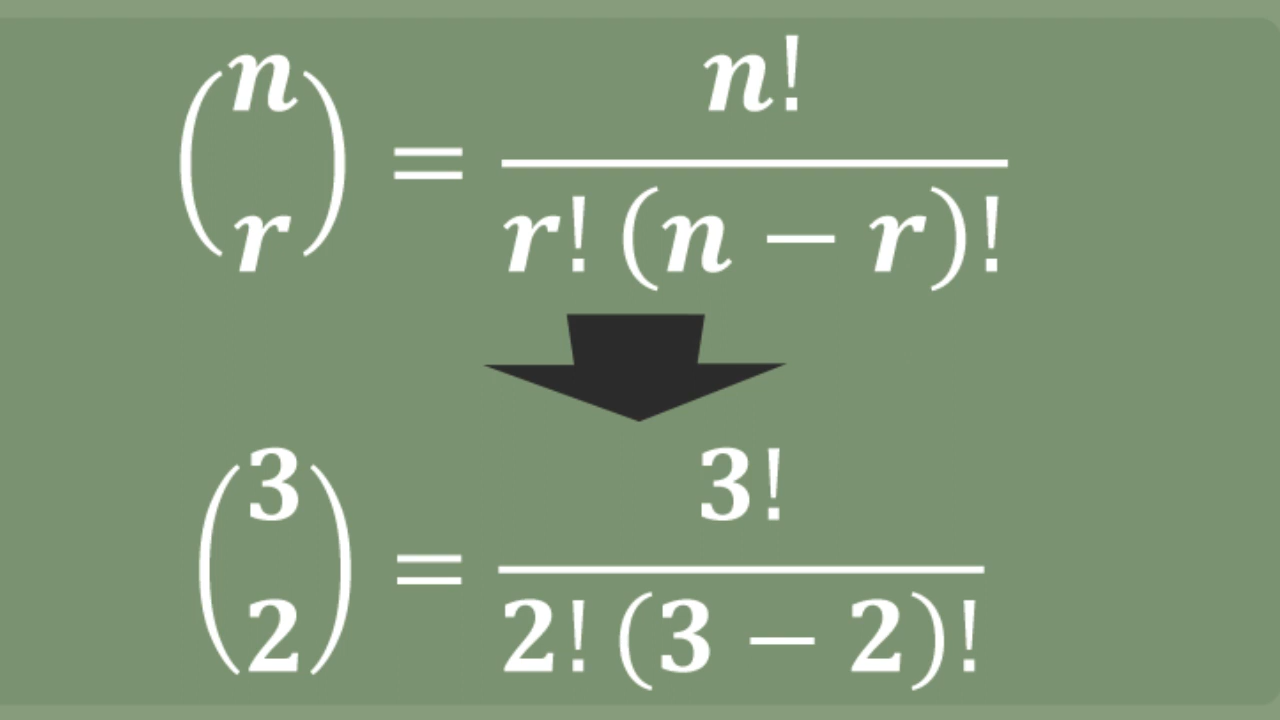 (n r) = n! / r! (n − r)!
(3 2) = 3! / 2! (3 − 2)!